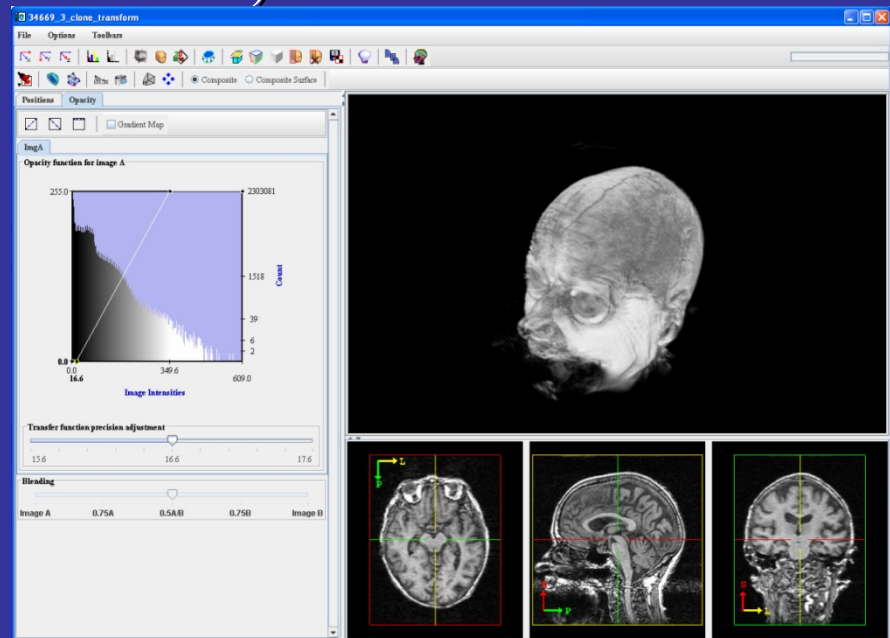 34669_3_clone_transform
File Options Toolbars
Composite Composite Surface
Positions Opacity
Gradient Map
ImgA
Opacity function for image A
255.0 2303081
1518
Count
39
6
2
0.0
0.0 349.6 609.0
16.6
Image Intensities
Transfer function precision adjustment
15.6 16.6 17.6
Blending
Image A 0.75A 0.5A/B 0.75B Image B
L
P
S
P
S
L